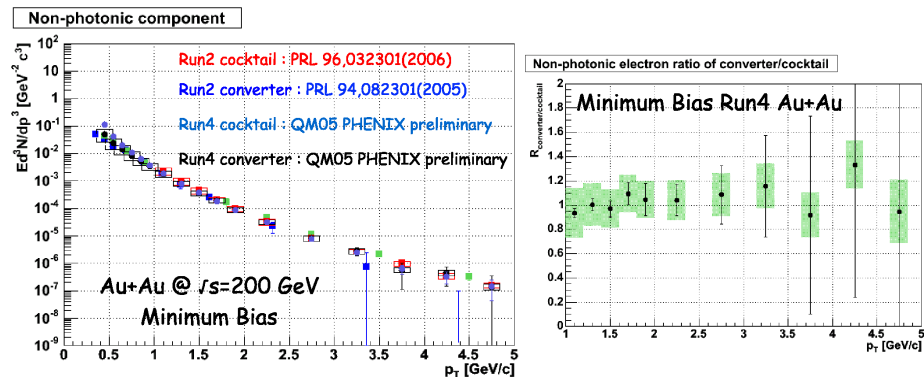 Non-photonic component
Ed³N/dp³ [GeV⁻² c³]
10²
10
1
10⁻¹
10⁻²
10⁻³
10⁻⁴
10⁻⁵
10⁻⁶
10⁻⁷
10⁻⁸
10⁻⁹
Run2 cocktail : PRL 96,032301(2006)
Run2 converter : PRL 94,082301(2005)
Run4 cocktail : QM05 PHENIX preliminary
Run4 converter : QM05 PHENIX preliminary
Au+Au @ √s=200 GeV
Minimum Bias
0 0.5 1 1.5 2 2.5 3 3.5 4 4.5 5
p_T [GeV/c]
Non-photonic electron ratio of converter/cocktail
R_converter/cocktail
2
1.8
1.6
1.4
1.2
1
0.8
0.6
0.4
0.2
0
Minimum Bias Run4 Au+Au
1 1.5 2 2.5 3 3.5 4 4.5 5
p_T [GeV/c]